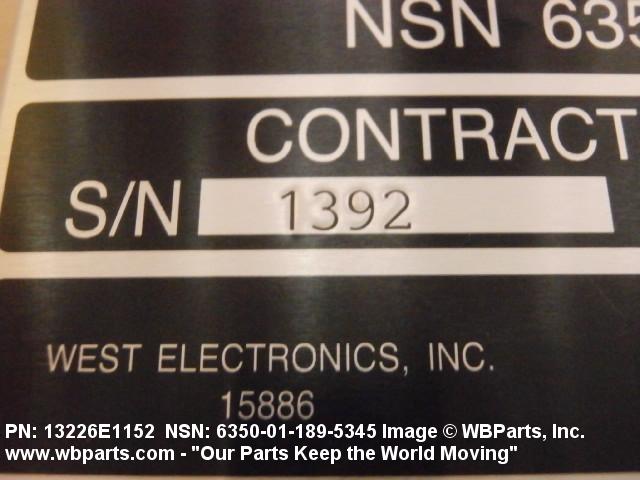 NSN 635
CONTRACT
S/N 1392
WEST ELECTRONICS, INC.
15886
PN: 13226E1152 NSN: 6350-01-189-5345 Image © WBParts, Inc.
www.wbparts.com - "Our Parts Keep the World Moving"